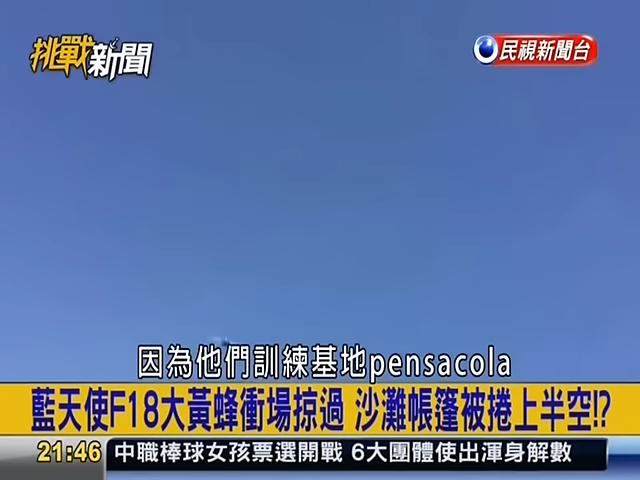 挑戰新聞
民視新聞台
因為他們訓練基地pensacola
藍天使F18大黃蜂衝場掠過 沙灘帳篷被捲上半空!?
21:46 中職棒球女孩票選開戰 6大團體使出渾身解數